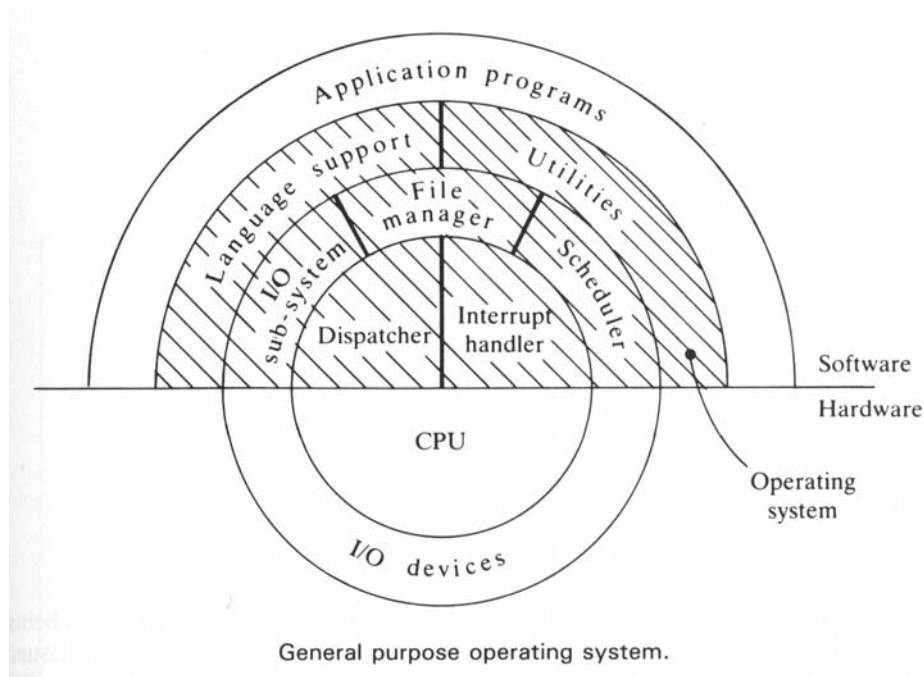 Application programs
Language support
Utilities
File
manager
I/O
sub-system
Scheduler
Dispatcher
Interrupt
handler
Software
Hardware
CPU
Operating
system
I/O devices
General purpose operating system.